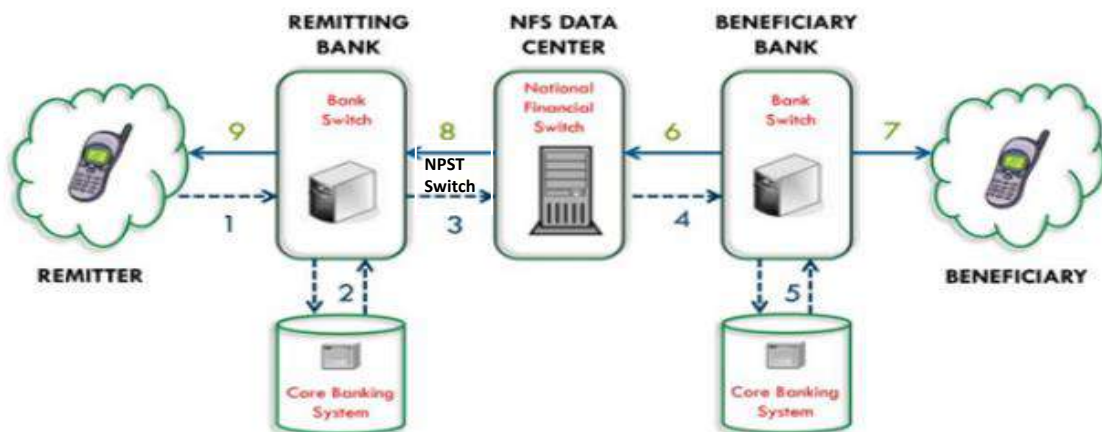 REMITTING
BANK
NFS DATA
CENTER
BENEFICIARY
BANK
Bank
Switch
National
Financial
Switch
Bank
Switch
9
8
6
7
NPST
Switch
1
3
4
REMITTER
BENEFICIARY
2
5
Core Banking
System
Core Banking
System